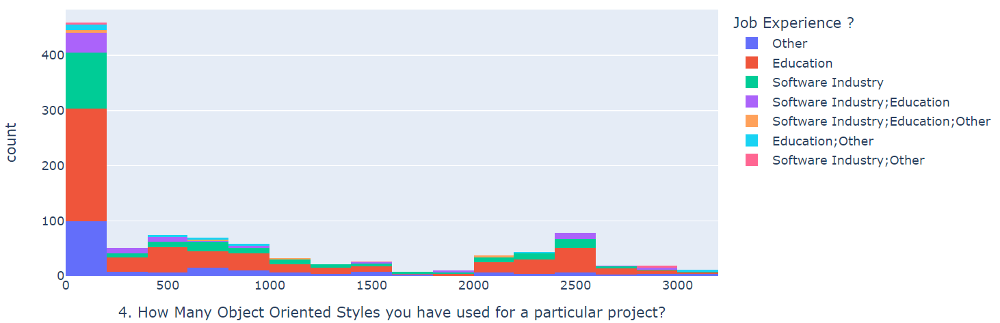 count
400
300
200
100
0
0
500
1000
1500
2000
2500
3000
4. How Many Object Oriented Styles you have used for a particular project?
Job Experience ?
Other
Education
Software Industry
Software Industry;Education
Software Industry;Education;Other
Education;Other
Software Industry;Other